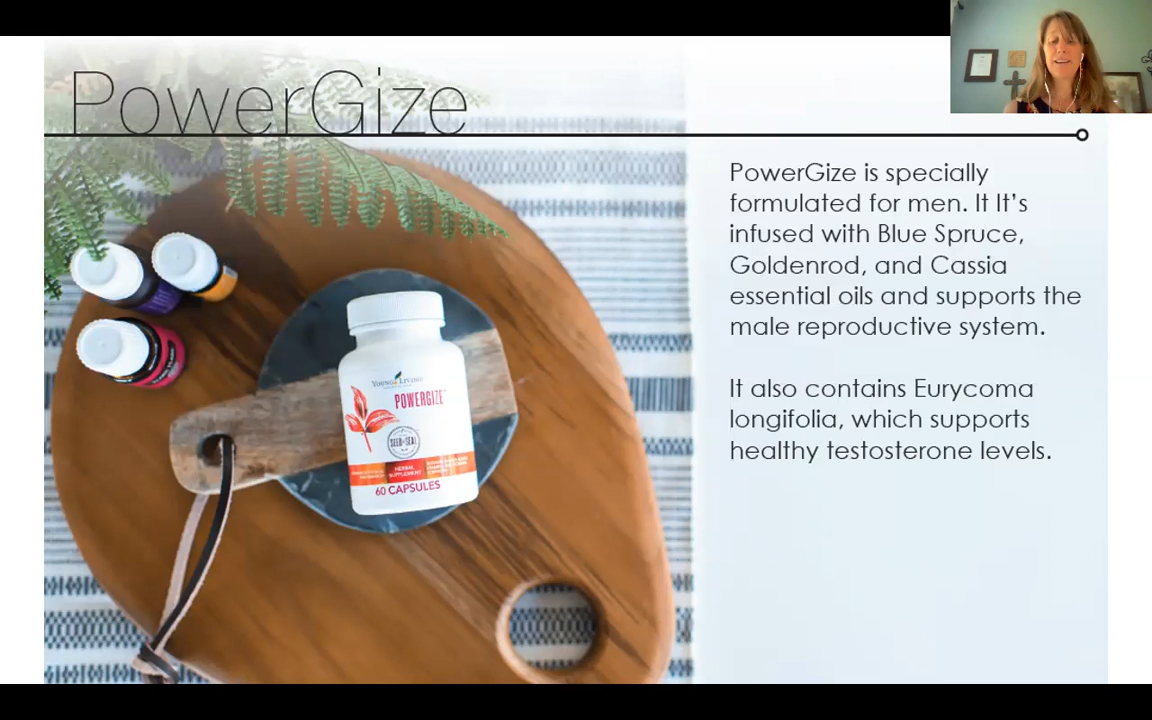 PowerGize
PowerGize is specially
formulated for men. It It's
infused with Blue Spruce,
Goldenrod, and Cassia
essential oils and supports the
male reproductive system.
It also contains Eurycoma
longifolia, which supports
healthy testosterone levels.
YOUNG LIVING
POWERGIZE
SEED TO SEAL
HERBAL
SUPPLEMENT
60 CAPSULES